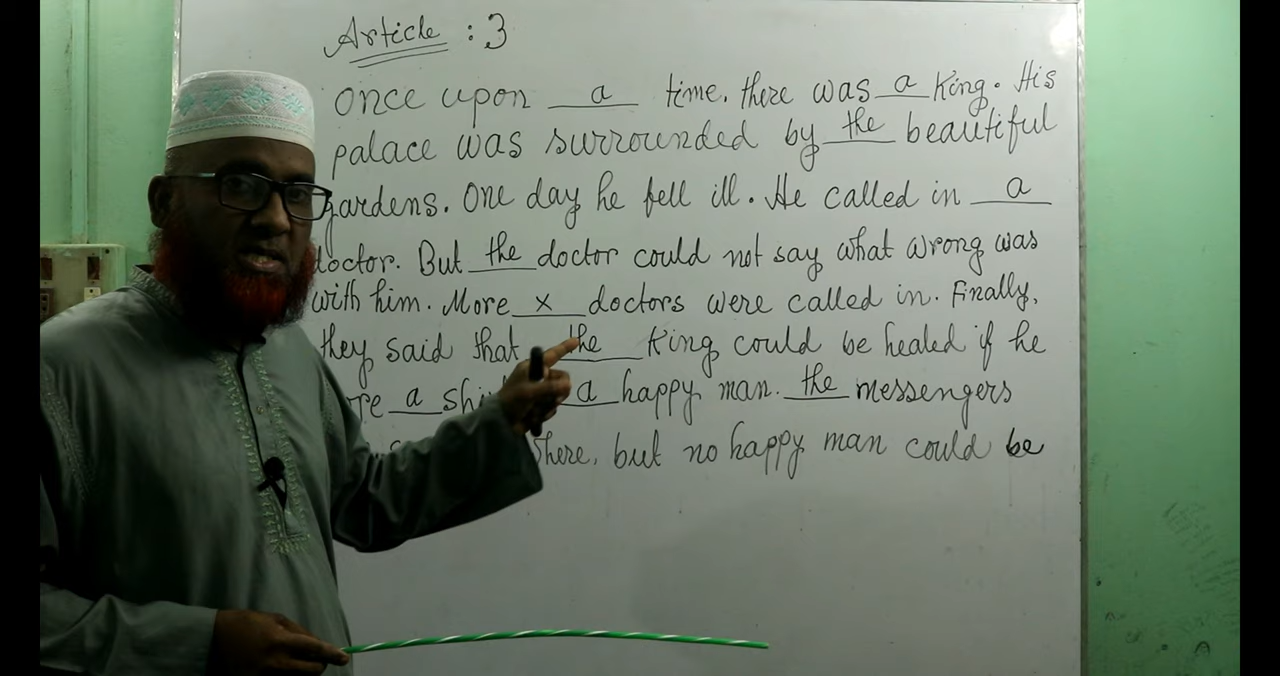 Article : 3
Once upon a time. there was a King. His
palace was surrounded by the beautiful
gardens. One day he fell ill. He called in a
doctor. But the doctor could not say what wrong was
with him. More x doctors were called in. Finally,
they said that the King could be healed if he
a a happy man. the messengers
but no happy man could be